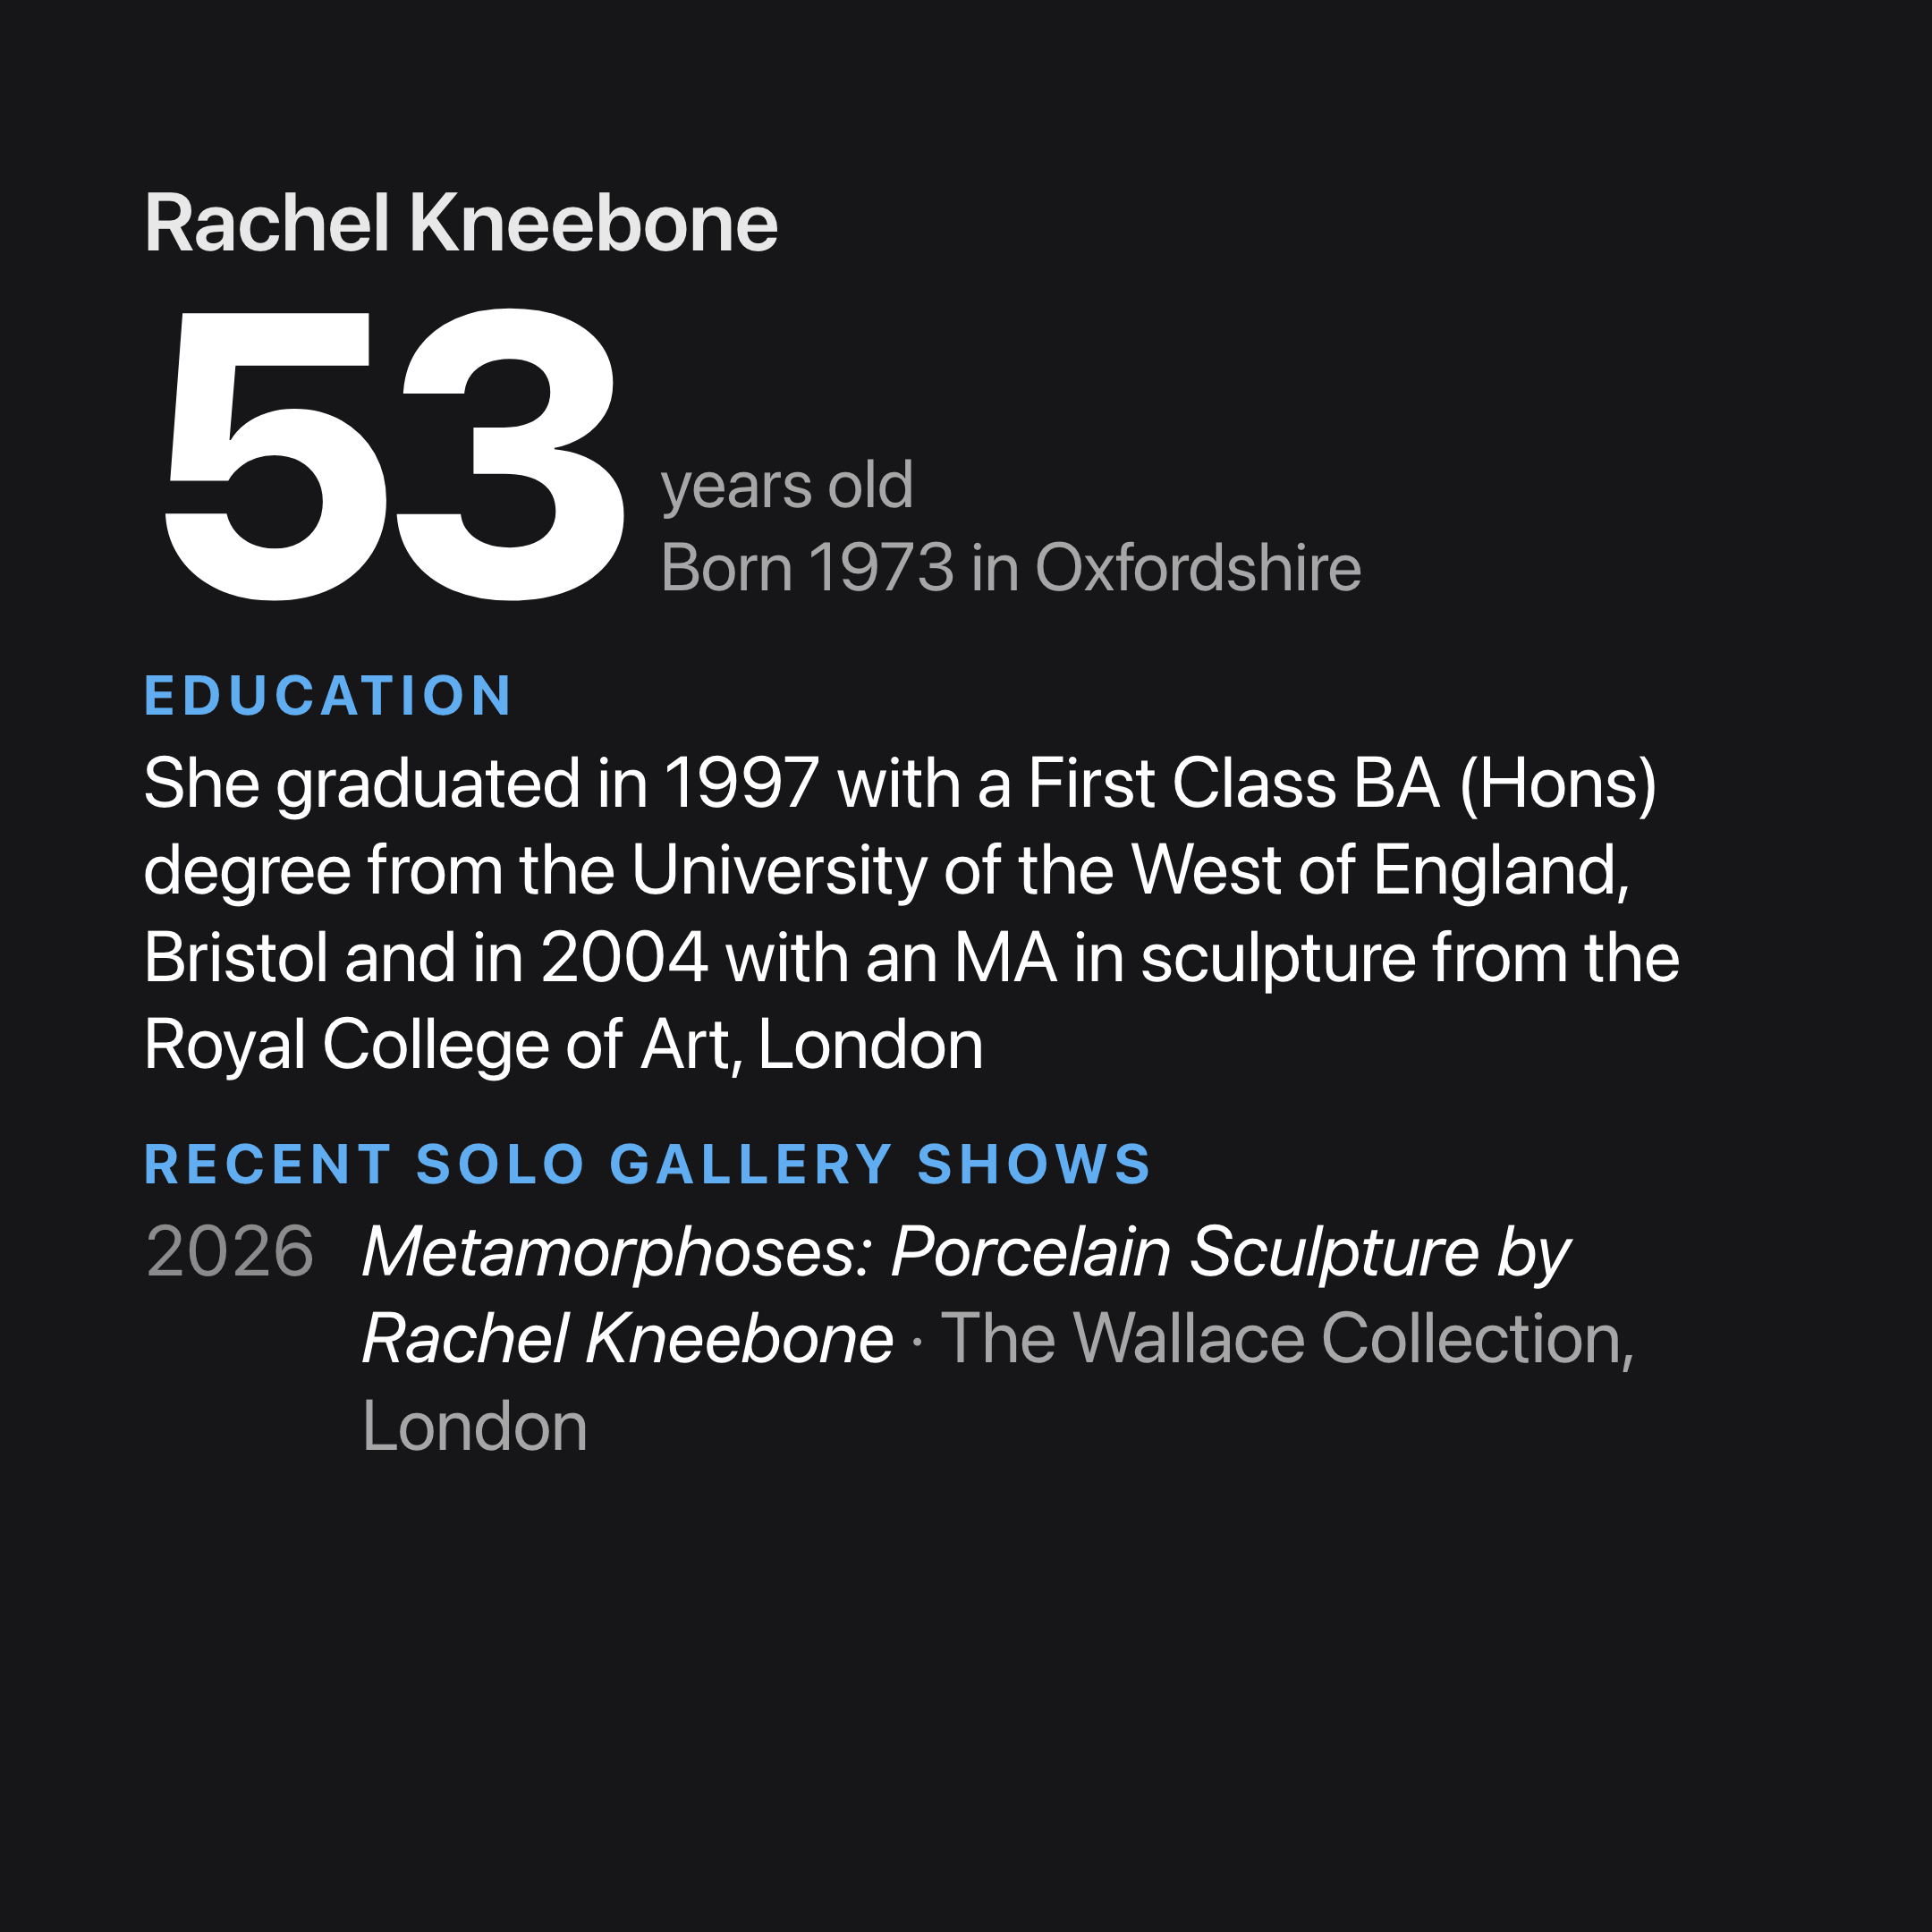 Rachel Kneebone
53
years old
Born 1973 in Oxfordshire
EDUCATION
She graduated in 1997 with a First Class BA (Hons)
degree from the University of the West of England,
Bristol and in 2004 with an MA in sculpture from the
Royal College of Art, London
RECENT SOLO GALLERY SHOWS
2026 Metamorphoses: Porcelain Sculpture by
Rachel Kneebone · The Wallace Collection,
London